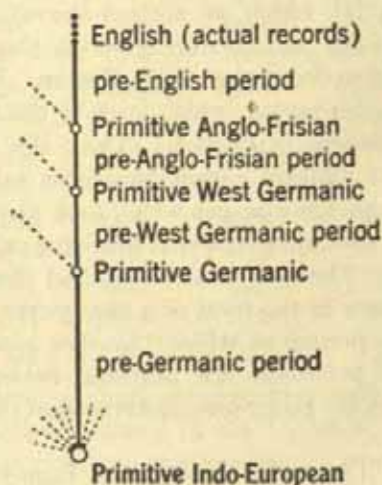 English (actual records)
pre-English period
Primitive Anglo-Frisian
pre-Anglo-Frisian period
Primitive West Germanic
pre-West Germanic period
Primitive Germanic
pre-Germanic period
Primitive Indo-European